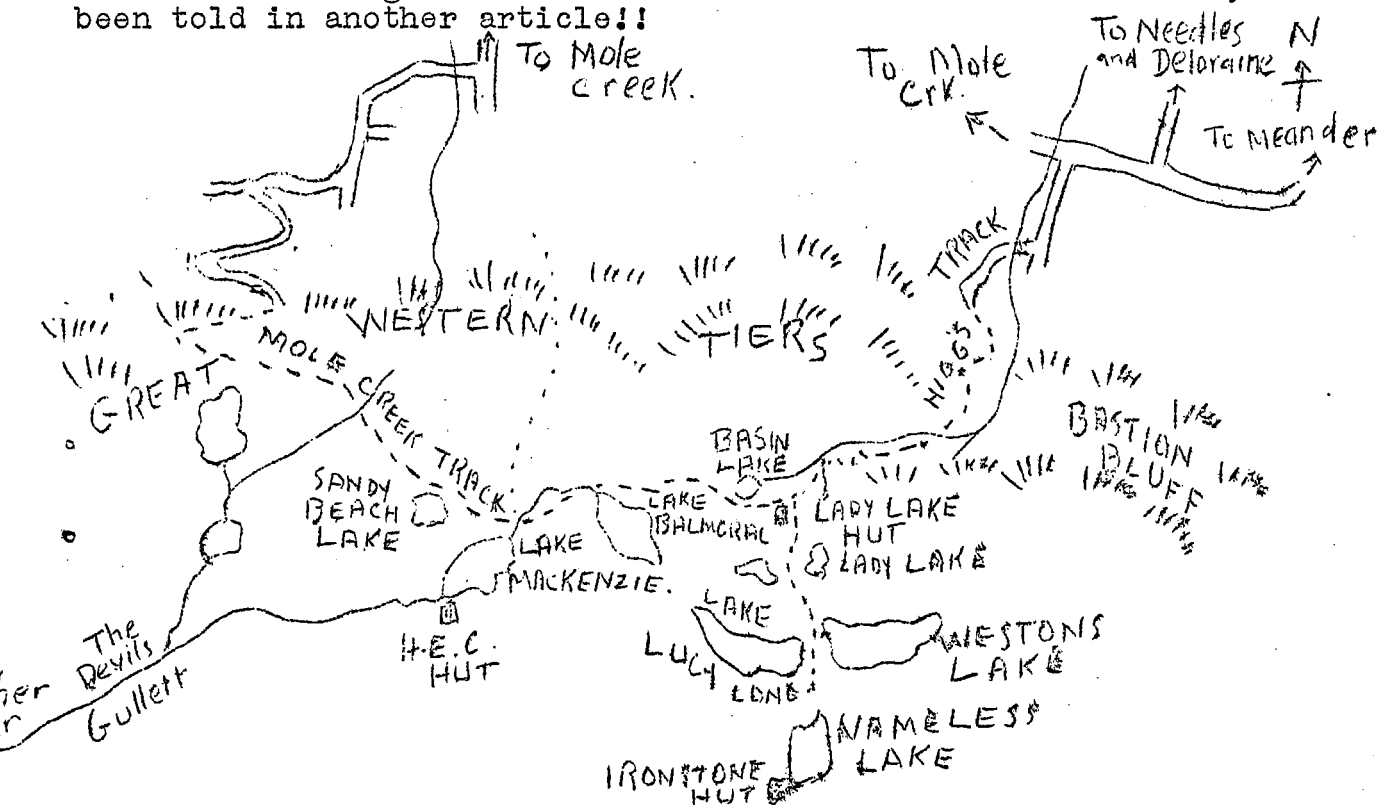 been told in another article!!
To Mole
creek.
To Mole
Crk.
To Needles
and Deloraine
N
To Meander
GREAT
WESTERN
TIERS
MOLE
CREEK TRACK
HIGG'S
TRACK
BASTION
BLUFF
SANDY
BEACH
LAKE
BASIN
LAKE
LAKE
BALMORAL
LADY LAKE
HUT
LADY LAKE
LAKE
MACKENZIE.
H.E.C.
HUT
LAKE
LUCY
LONG
WESTONS
LAKE
NAMELESS
LAKE
IRONSTONE
HUT
The
Devils
Gullett